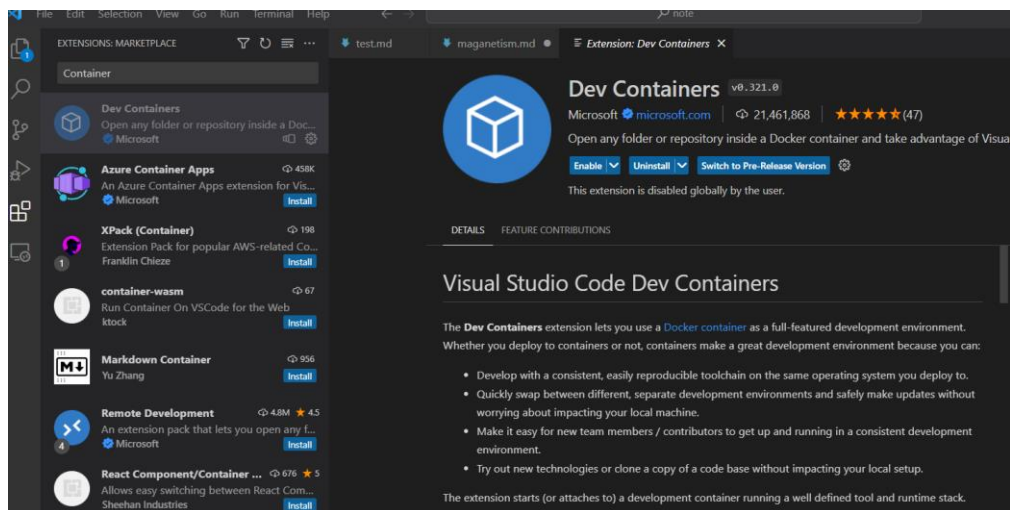 File Edit Selection View Go Run Terminal Help
note
EXTENSIONS: MARKETPLACE
Container
Dev Containers
Open any folder or repository inside a Doc...
Microsoft
Azure Container Apps 458K
An Azure Container Apps extension for Vis...
Microsoft Install
XPack (Container) 198
Extension Pack for popular AWS-related Co...
1 Franklin Chieze Install
container-wasm 67
Run Container On VSCode for the Web
ktock Install
Markdown Container 956
Yu Zhang Install
Remote Development 4.8M ★ 4.5
An extension pack that lets you open any f...
4 Microsoft Install
React Component/Container ... 676 ★ 5
Allows easy switching between React Com...
Sheehan Industries Install
1
test.md maganetism.md ● Extension: Dev Containers ×
Dev Containers v0.321.0
Microsoft microsoft.com | 21,461,868 | ★★★★★(47)
Open any folder or repository inside a Docker container and take advantage of Visua
Enable Uninstall Switch to Pre-Release Version
This extension is disabled globally by the user.
DETAILS FEATURE CONTRIBUTIONS
Visual Studio Code Dev Containers
The Dev Containers extension lets you use a Docker container as a full-featured development environment.
Whether you deploy to containers or not, containers make a great development environment because you can:
• Develop with a consistent, easily reproducible toolchain on the same operating system you deploy to.
• Quickly swap between different, separate development environments and safely make updates without
worrying about impacting your local machine.
• Make it easy for new team members / contributors to get up and running in a consistent development
environment.
• Try out new technologies or clone a copy of a code base without impacting your local setup.
The extension starts (or attaches to) a development container running a well defined tool and runtime stack.